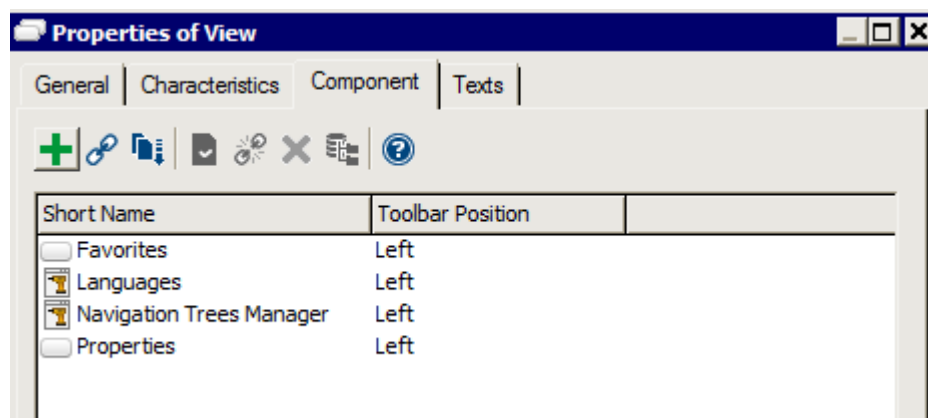 Properties of View
General Characteristics Component Texts
Short Name Toolbar Position
Favorites Left
Languages Left
Navigation Trees Manager Left
Properties Left